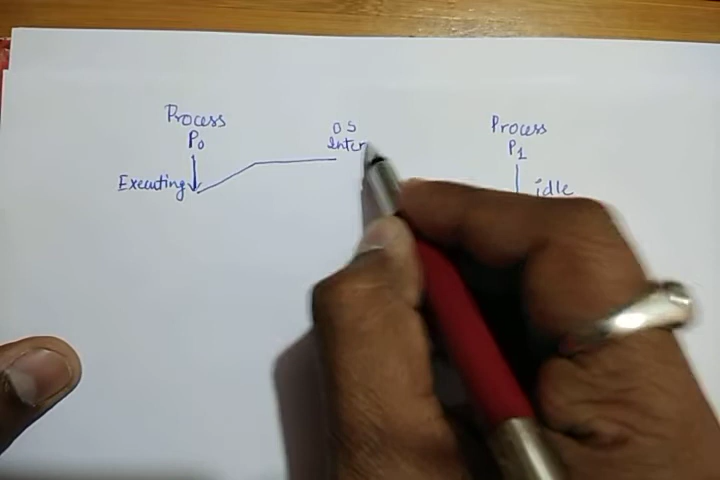 Process
P0
Executing
OS
Inter
Process
P1
idle